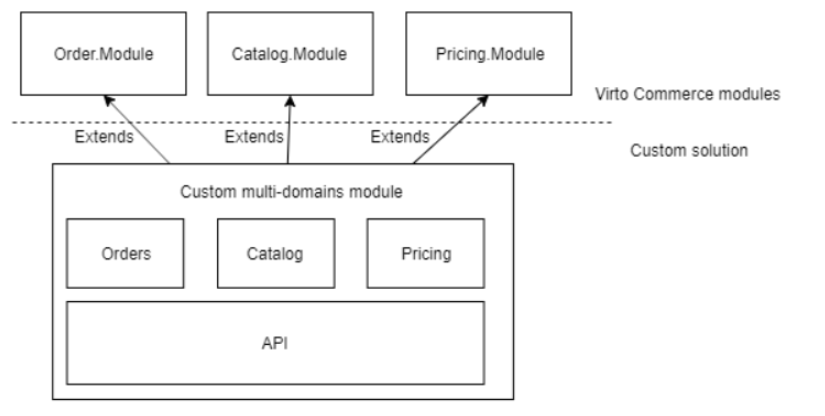 Order.Module
Catalog.Module
Pricing.Module
Virto Commerce modules
Extends
Extends
Extends
Custom solution
Custom multi-domains module
Orders
Catalog
Pricing
API